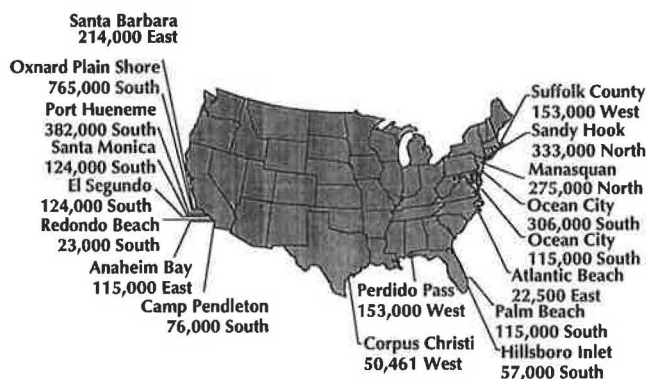 Santa Barbara
214,000 East
Oxnard Plain Shore
765,000 South
Port Hueneme
382,000 South
Santa Monica
124,000 South
El Segundo
124,000 South
Redondo Beach
23,000 South
Anaheim Bay
115,000 East
Camp Pendleton
76,000 South
Corpus Christi
50,461 West
Perdido Pass
153,000 West
Suffolk County
153,000 West
Sandy Hook
333,000 North
Manasquan
275,000 North
Ocean City
306,000 South
Ocean City
115,000 South
Atlantic Beach
22,500 East
Palm Beach
115,000 South
Hillsboro Inlet
57,000 South